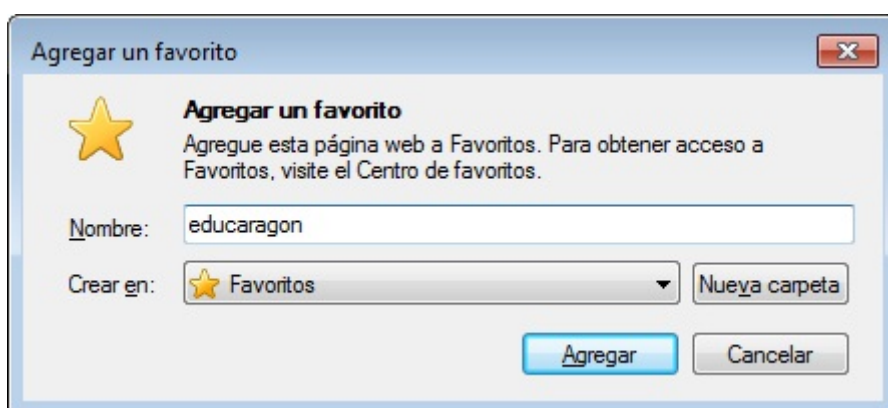 Agregar un favorito
Agregar un favorito
Agregue esta página web a Favoritos. Para obtener acceso a
Favoritos, visite el Centro de favoritos.
Nombre: educaragon
Crear en: Favoritos Nueva carpeta
Agregar Cancelar